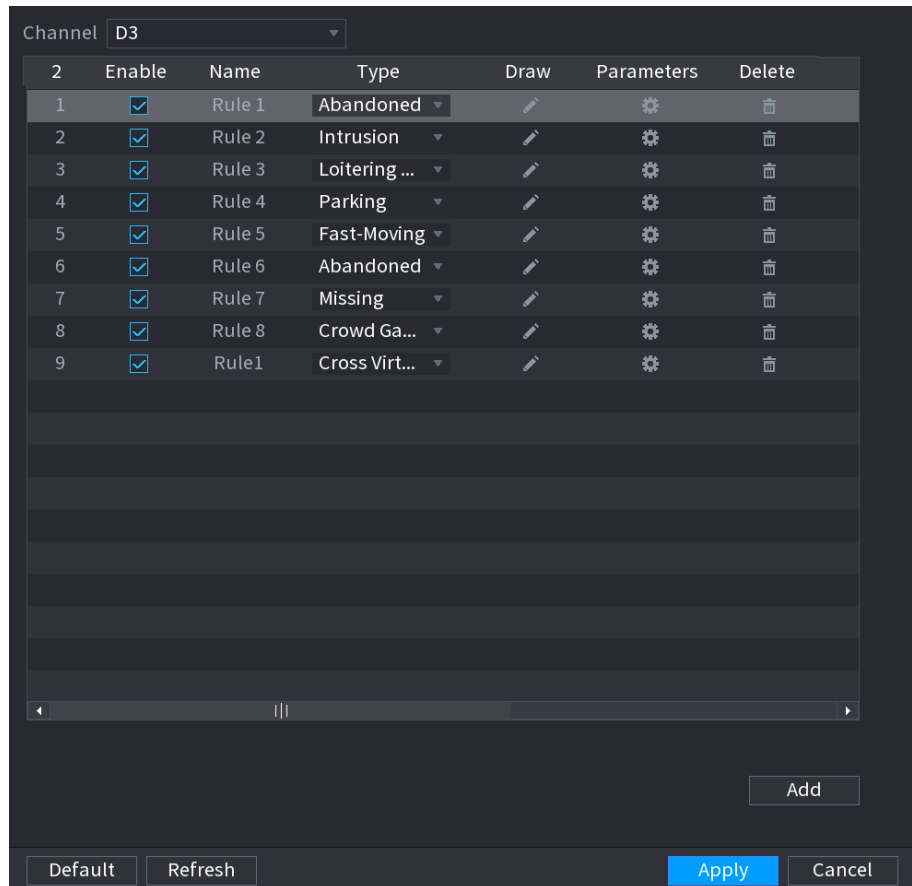 Channel D3
2 Enable Name Type Draw Parameters Delete
1 Rule 1 Abandoned
2 Rule 2 Intrusion
3 Rule 3 Loitering ...
4 Rule 4 Parking
5 Rule 5 Fast-Moving
6 Rule 6 Abandoned
7 Rule 7 Missing
8 Rule 8 Crowd Ga...
9 Rule1 Cross Virt...
Add
Default Refresh Apply Cancel